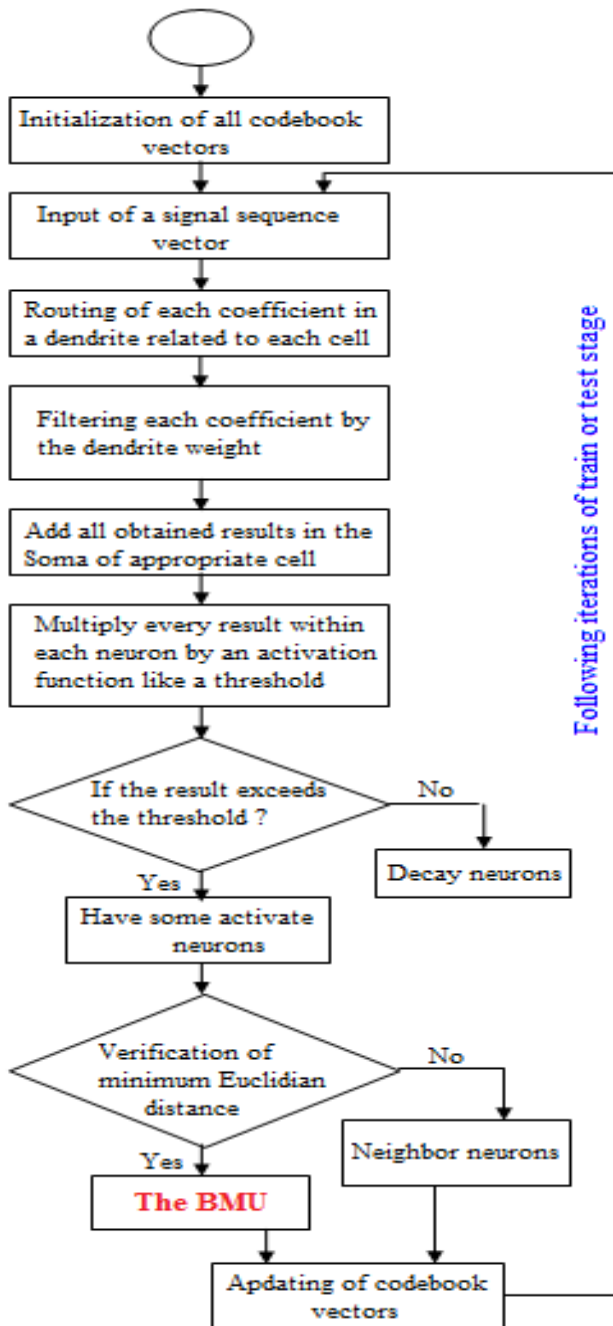 Initialization of all codebook
vectors
Input of a signal sequence
vector
Routing of each coefficient in
a dendrite related to each cell
Filtering each coefficient by
the dendrite weight
Add all obtained results in the
Soma of appropriate cell
Multiply every result within
each neuron by an activation
function like a threshold
If the result exceeds
the threshold ?
No
Decay neurons
Yes
Have some activate
neurons
Verification of
minimum Euclidian
distance
No
Neighbor neurons
Yes
The BMU
Apdating of codebook
vectors
Following iterations of train or test stage